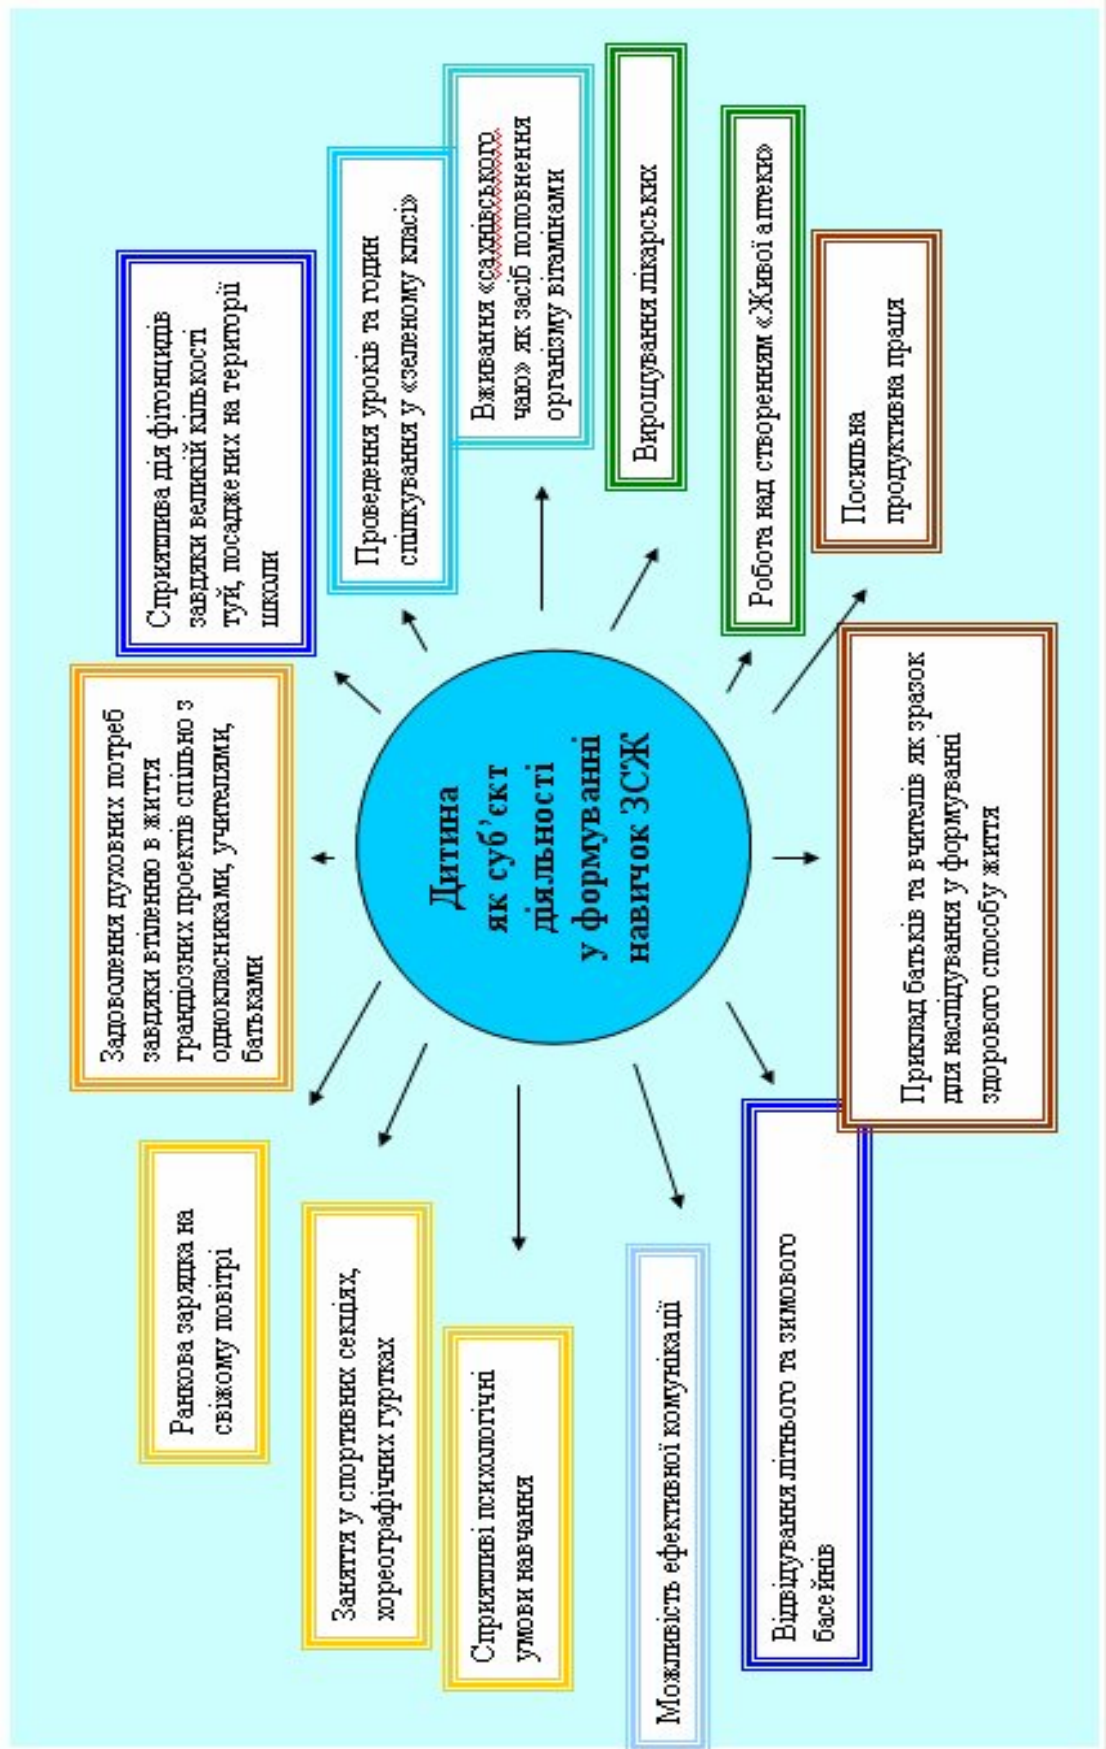 Дитина
як суб’єкт
діяльності
у формуванні
навичок ЗСЖ
Задоволення духовних потреб
завдяки втіленню в життя
грандіозних проектів спільно з
однокласниками, учителями,
батьками
Сприятлива дія фітонцидів
завдяки великій кількості
туй, посаджених на території
школи
Проведення уроків та годин
спілкування у «зеленому класі»
Вживання «сахнівського
чаю» як засіб поповнення
організму вітамінами
Вирощування лікарських
Робота над створенням «Живої аптеки»
Посильна
продуктивна праця
Приклад батьків та вчителів як зразок
для наслідування у формуванні
здорового способу життя
Відвідування літнього та зимового
басейнів
Можливість ефективної комунікації
Сприятливі психологічні
умови навчання
Заняття у спортивних секціях,
хореографічних гуртках
Ранкова зарядка на
свіжому повітрі